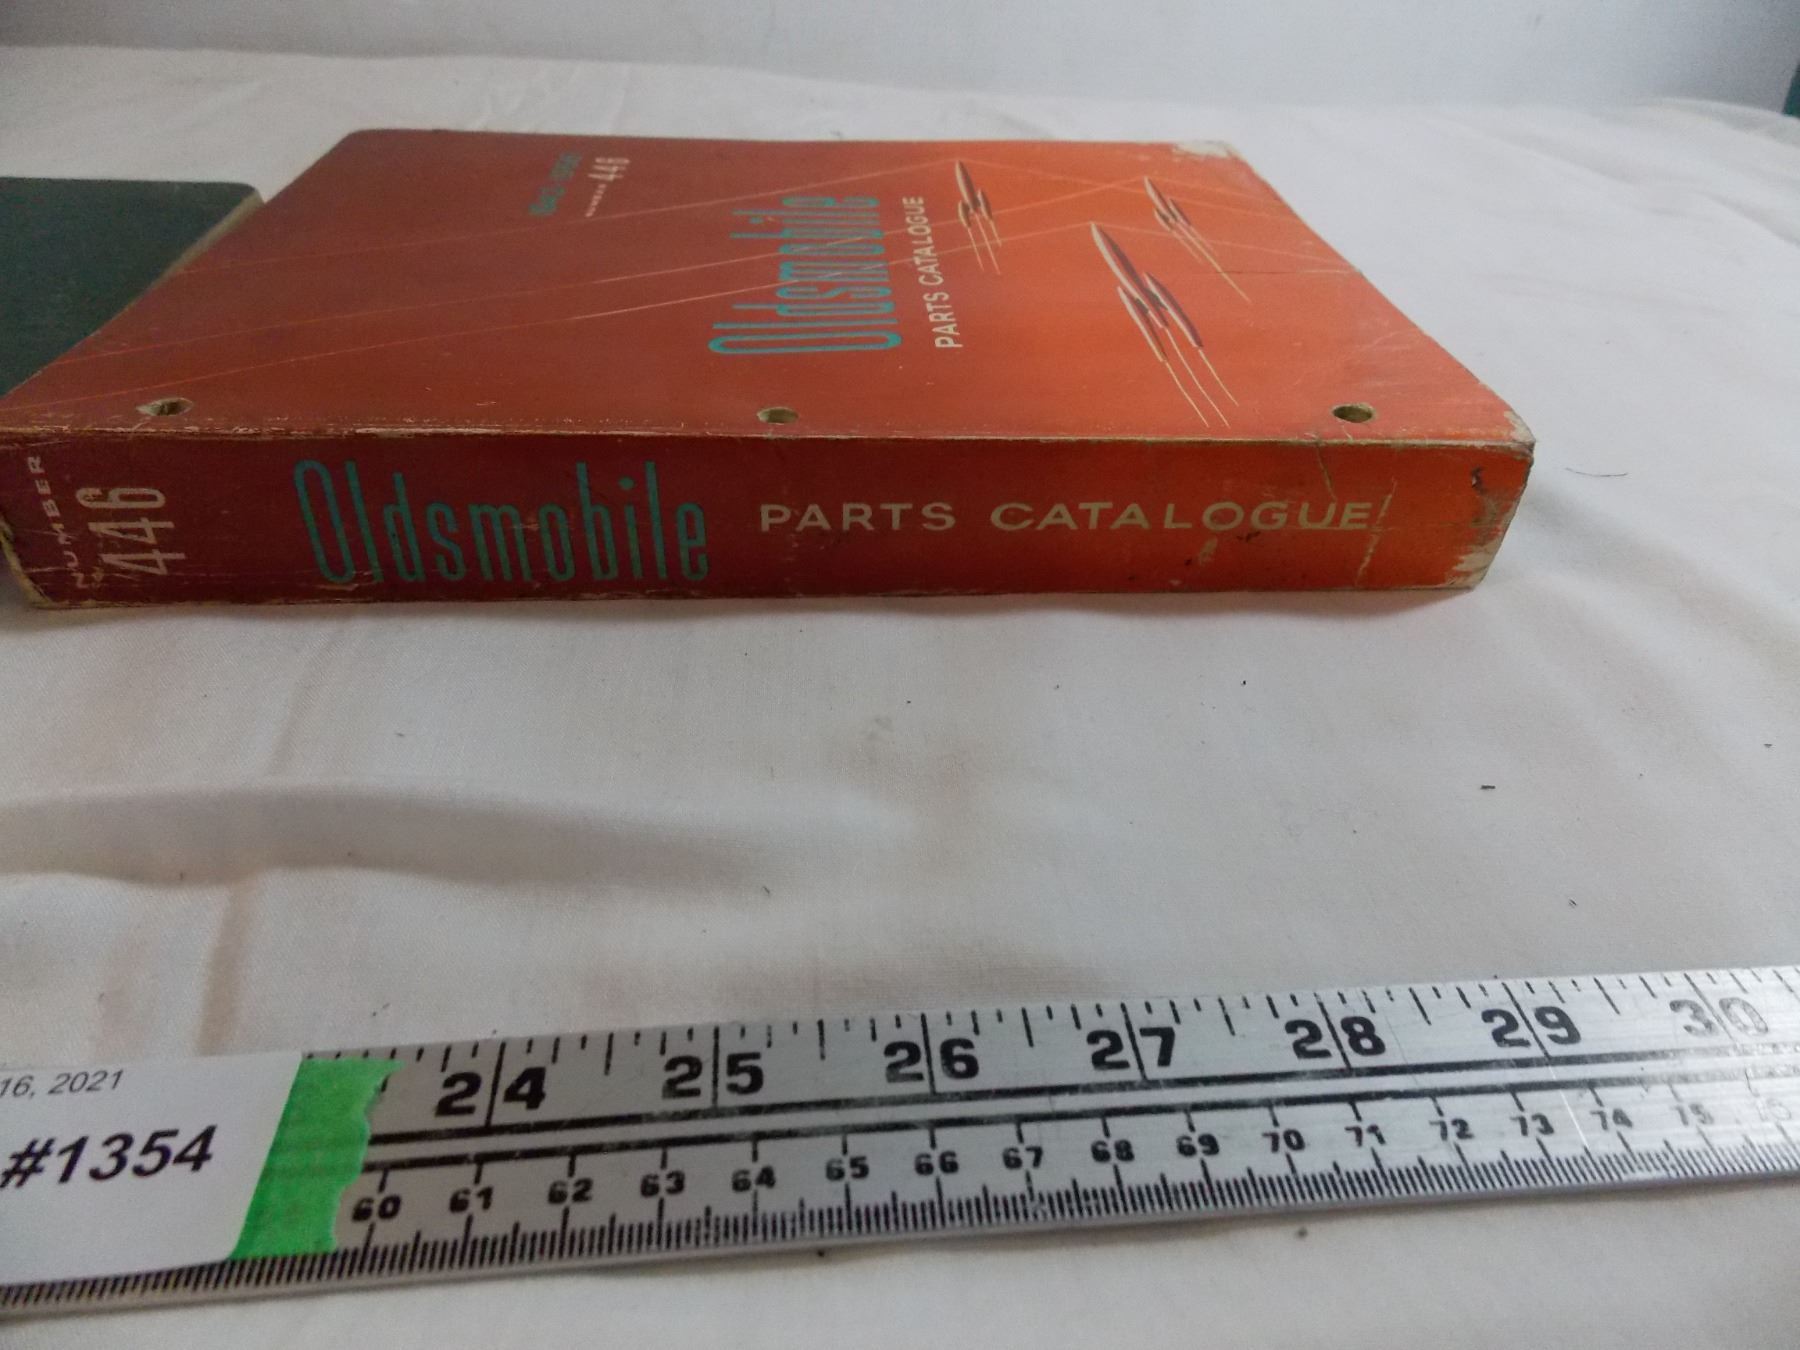 NUMBER 446
Oldsmobile
PARTS CATALOGUE
NUMBER
446
Oldsmobile PARTS CATALOGUE
16, 2021
#1354
24 25 26 27 28 29 30
60 61 62 63 64 65 66 67 68 69 70 71 72 73 74 75